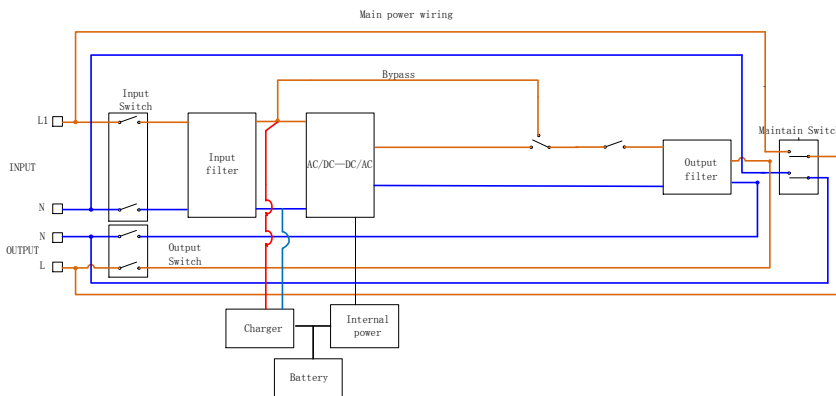 Main power wiring
Bypass
Input
Switch
L1
Input
filter
AC/DC—DC/AC
Output
filter
Maintain Switch
INPUT
N
N
OUTPUT
L
Output
Switch
Charger
Internal
power
Battery